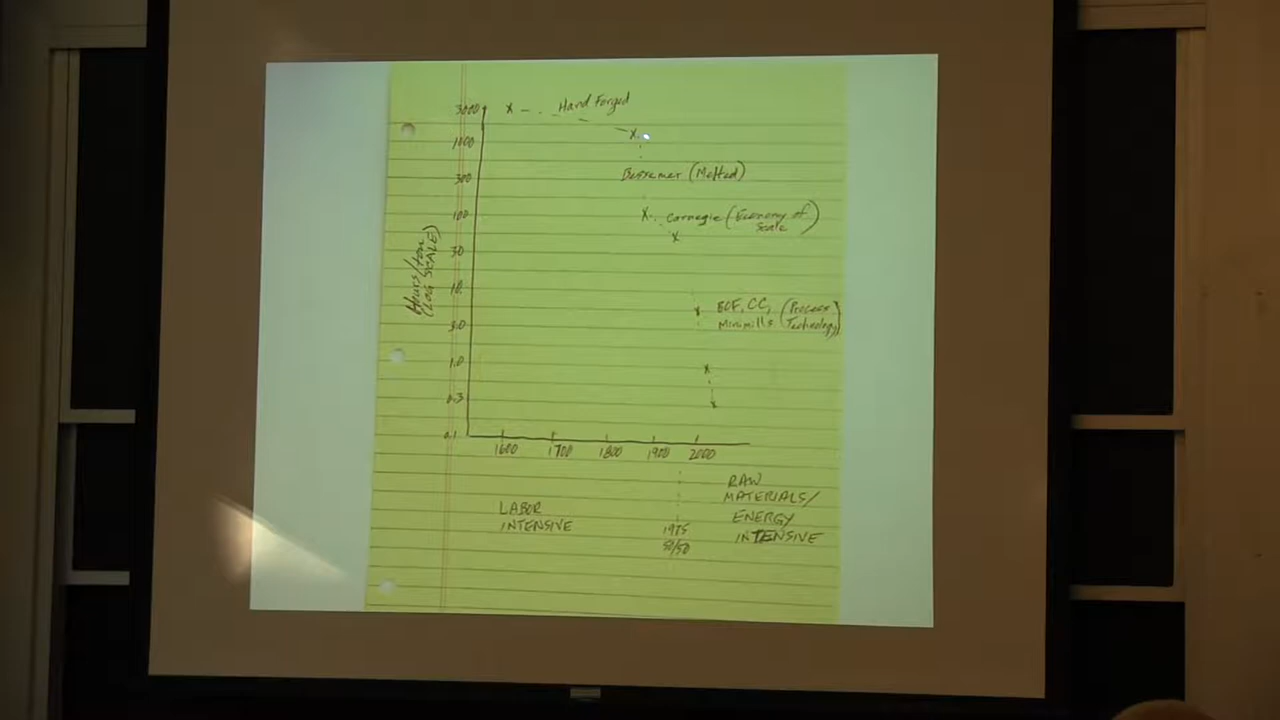 3000
Hand Forged
1000
300
Bessemer (Melted)
100
Carnegie (Economy of
Scale)
Hours/ton
(LOG SCALE)
30
10.
BOF, CC, (Process
Minimills Technology)
3.0
1.0
0.3
0.1
1600 1700 1800 1900 2000
LABOR
INTENSIVE
1975
50/50
RAW
MATERIALS/
ENERGY
INTENSIVE